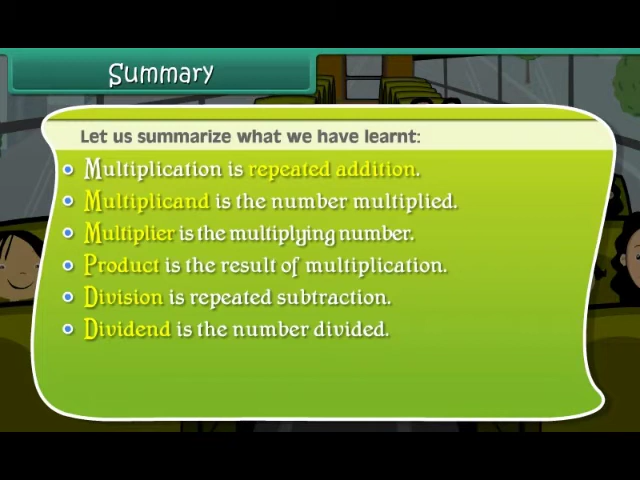 Summary
Let us summarize what we have learnt:
Multiplication is repeated addition.
Multiplicand is the number multiplied.
Multiplier is the multiplying number.
Product is the result of multiplication.
Division is repeated subtraction.
Dividend is the number divided.